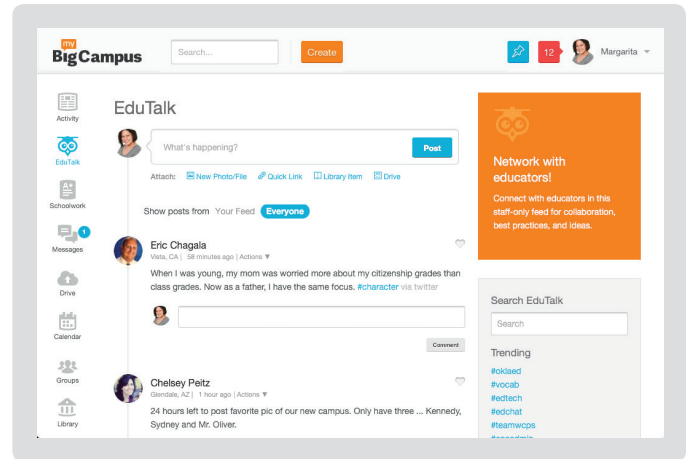 my
BigCampus
Search...
Create
12
Margarita
Activity
EduTalk
Schoolwork
1
Messages
Drive
Calendar
Groups
Library
EduTalk
What's happening?
Post
Attach: New Photo/File Quick Link Library Item Drive
Show posts from Your Feed Everyone
Eric Chagala
Vista, CA | 58 minutes ago | Actions ▼
When I was young, my mom was worried more about my citizenship grades than
class grades. Now as a father, I have the same focus. #character via twitter
Comment
Chelsey Peitz
Glendale, AZ | 1 hour ago | Actions ▼
24 hours left to post favorite pic of our new campus. Only have three ... Kennedy,
Sydney and Mr. Oliver.
Network with
educators!
Connect with educators in this
staff-only feed for collaboration,
best practices, and ideas.
Search EduTalk
Search
Trending
#oklaed
#vocab
#edtech
#edchat
#teamwcps